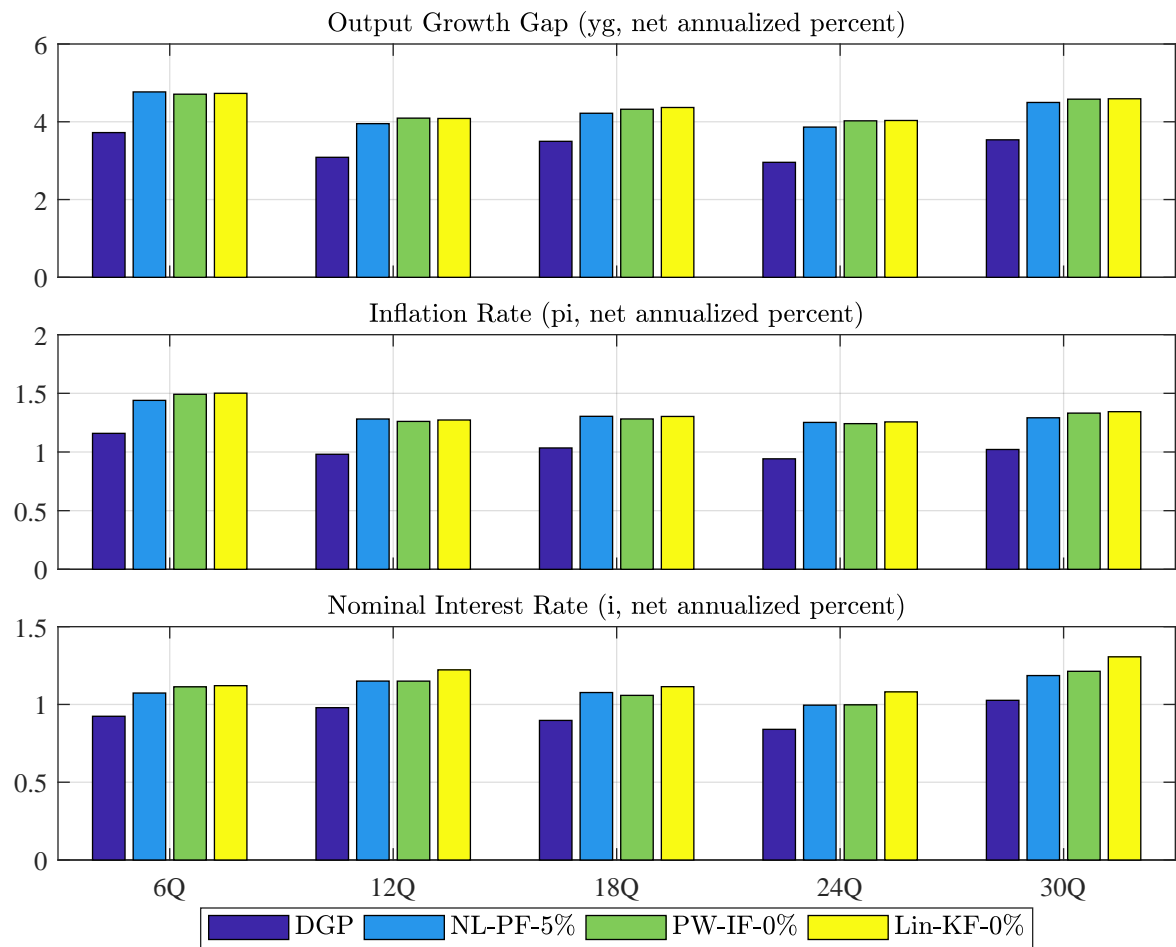 Output Growth Gap (yg, net annualized percent)
6
4
2
0
Inflation Rate (pi, net annualized percent)
2
1.5
1
0.5
0
Nominal Interest Rate (i, net annualized percent)
1.5
1
0.5
0
6Q 12Q 18Q 24Q 30Q
DGP NL-PF-5% PW-IF-0% Lin-KF-0%